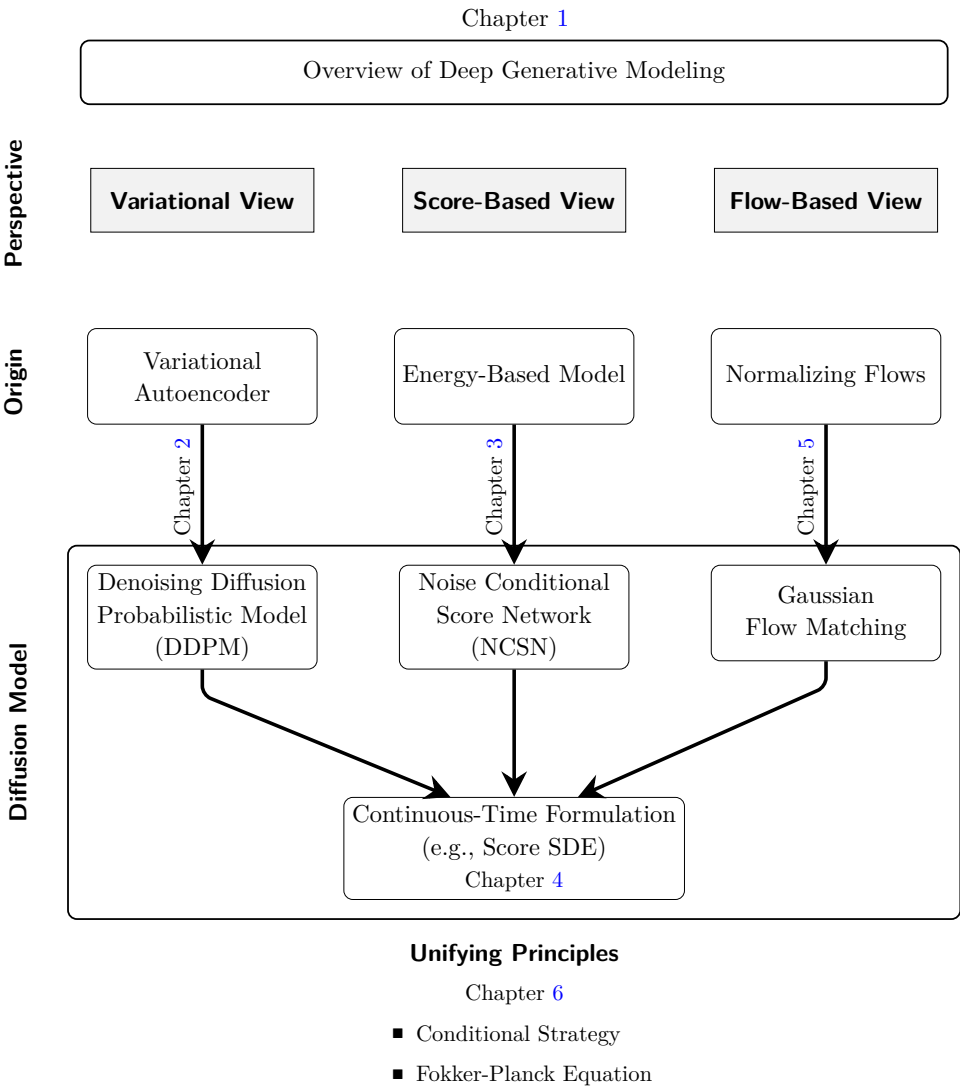 Chapter 1
Overview of Deep Generative Modeling
Perspective
Variational View
Score-Based View
Flow-Based View
Origin
Variational
Autoencoder
Energy-Based Model
Normalizing Flows
Chapter 2
Chapter 3
Chapter 5
Diffusion Model
Denoising Diffusion
Probabilistic Model
(DDPM)
Noise Conditional
Score Network
(NCSN)
Gaussian
Flow Matching
Continuous-Time Formulation
(e.g., Score SDE)
Chapter 4
Unifying Principles
Chapter 6
■ Conditional Strategy
■ Fokker-Planck Equation